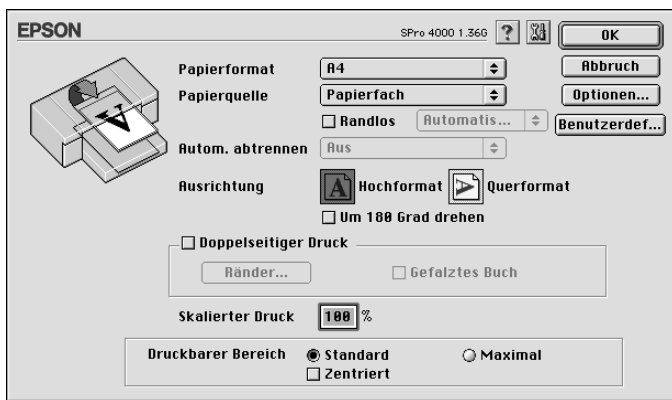 EPSON
SPro 4000 1.36G ?
OK
Papierformat A4
Abbruch
Papierquelle Papierfach
Optionen...
Randlos Automatis...
Benutzerdef...
Autom. abtrennen Aus
Ausrichtung A Hochformat A Querformat
Um 180 Grad drehen
Doppelseitiger Druck
Ränder... Gefalztes Buch
Skalierter Druck 100 %
Druckbarer Bereich Standard Maximal
Zentriert
A